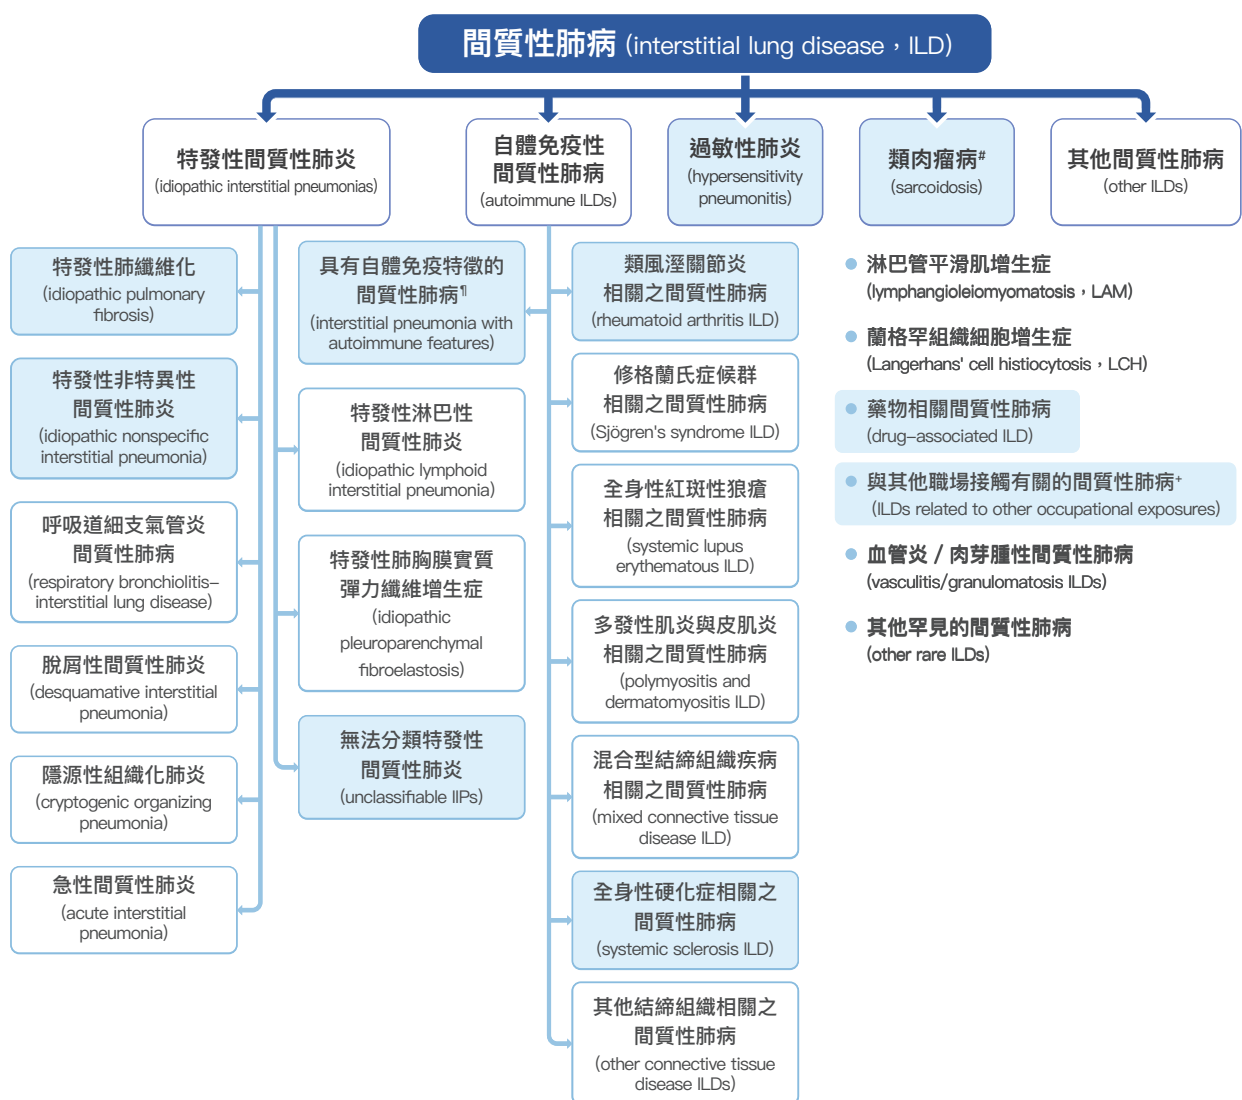 間質性肺病 (interstitial lung disease，ILD)
特發性間質性肺炎
(idiopathic interstitial pneumonias)
自體免疫性
間質性肺病
(autoimmune ILDs)
過敏性肺炎
(hypersensitivity
pneumonitis)
類肉瘤病#
(sarcoidosis)
其他間質性肺病
(other ILDs)
特發性肺纖維化
(idiopathic pulmonary
fibrosis)
特發性非特異性
間質性肺炎
(idiopathic nonspecific
interstitial pneumonia)
呼吸道細支氣管炎
間質性肺病
(respiratory bronchiolitis–
interstitial lung disease)
脫屑性間質性肺炎
(desquamative interstitial
pneumonia)
隱源性組織化肺炎
(cryptogenic organizing
pneumonia)
急性間質性肺炎
(acute interstitial
pneumonia)
具有自體免疫特徵的
間質性肺病¶
(interstitial pneumonia with
autoimmune features)
特發性淋巴性
間質性肺炎
(idiopathic lymphoid
interstitial pneumonia)
特發性肺胸膜實質
彈力纖維增生症
(idiopathic
pleuroparenchymal
fibroelastosis)
無法分類特發性
間質性肺炎
(unclassifiable IIPs)
類風溼關節炎
相關之間質性肺病
(rheumatoid arthritis ILD)
修格蘭氏症候群
相關之間質性肺病
(Sjögren's syndrome ILD)
全身性紅斑性狼瘡
相關之間質性肺病
(systemic lupus
erythematous ILD)
多發性肌炎與皮肌炎
相關之間質性肺病
(polymyositis and
dermatomyositis ILD)
混合型結締組織疾病
相關之間質性肺病
(mixed connective tissue
disease ILD)
全身性硬化症相關之
間質性肺病
(systemic sclerosis ILD)
其他結締組織相關之
間質性肺病
(other connective tissue
disease ILDs)
● 淋巴管平滑肌增生症
(lymphangioleiomyomatosis，LAM)
● 蘭格罕組織細胞增生症
(Langerhans' cell histiocytosis，LCH)
● 藥物相關間質性肺病
(drug–associated ILD)
● 與其他職場接觸有關的間質性肺病+
(ILDs related to other occupational exposures)
● 血管炎 / 肉芽腫性間質性肺病
(vasculitis/granulomatosis ILDs)
● 其他罕見的間質性肺病
(other rare ILDs)